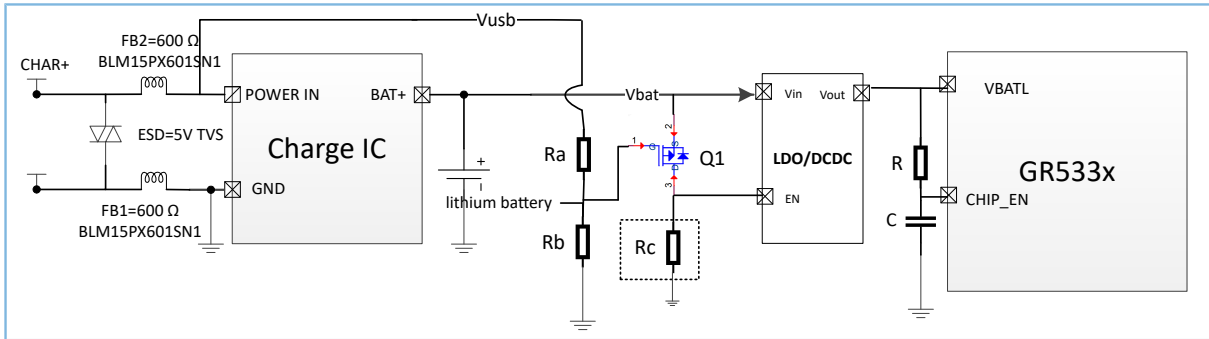 Vusb
FB2=600 Ω
BLM15PX601SN1
CHAR+
POWER IN
BAT+
Vbat
Vin
Vout
VBATL
ESD=5V TVS
Charge IC
Ra
1
G
2
S
D
3
Q1
LDO/DCDC
R
GR533x
GND
+
−
lithium battery
EN
CHIP_EN
C
FB1=600 Ω
BLM15PX601SN1
Rb
Rc